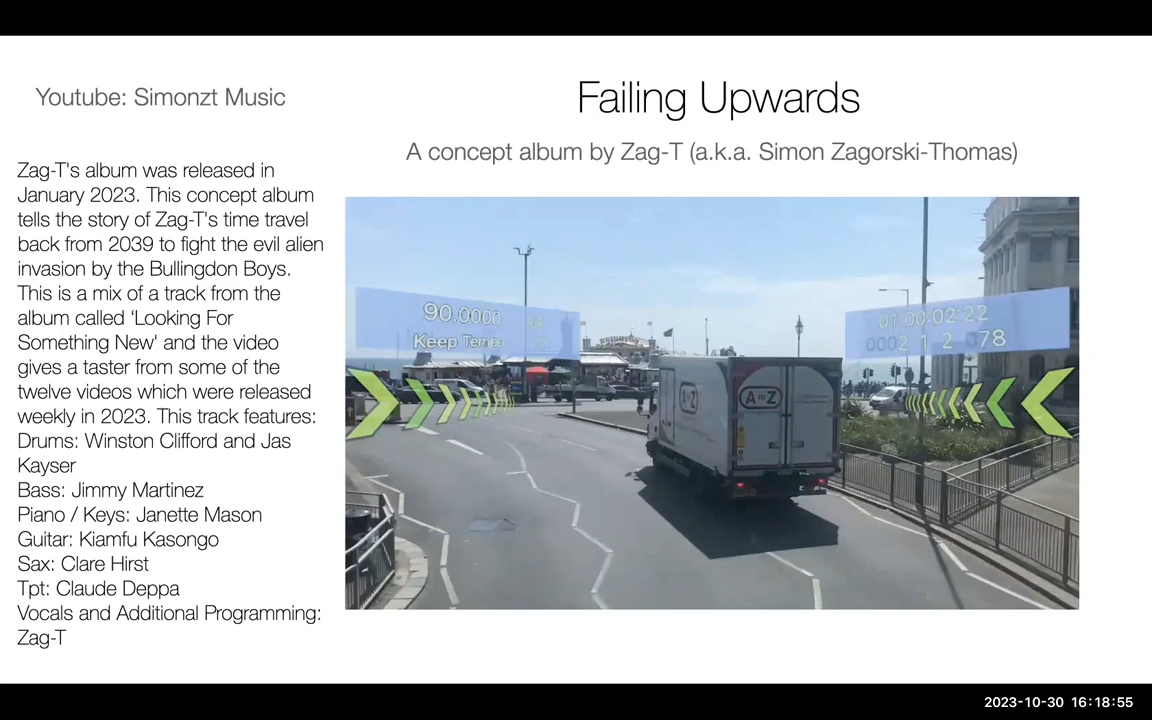 Youtube: Simonzt Music
Failing Upwards
A concept album by Zag-T (a.k.a. Simon Zagorski-Thomas)
Zag-T's album was released in
January 2023. This concept album
tells the story of Zag-T's time travel
back from 2039 to fight the evil alien
invasion by the Bullingdon Boys.
This is a mix of a track from the
album called ‘Looking For
Something New' and the video
gives a taster from some of the
twelve videos which were released
weekly in 2023. This track features:
Drums: Winston Clifford and Jas
Kayser
Bass: Jimmy Martinez
Piano / Keys: Janette Mason
Guitar: Kiamfu Kasongo
Sax: Clare Hirst
Tpt: Claude Deppa
Vocals and Additional Programming:
Zag-T
90.0000
Keep Tempo
01:00:02:22
0002 1 2 078
A TO Z
A TO Z
2023-10-30 16:18:55